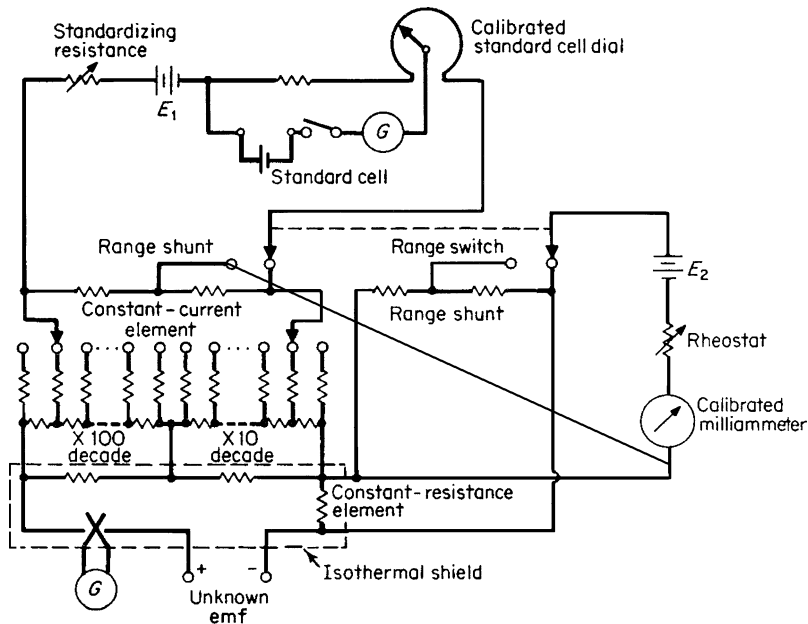 Standardizing
resistance
E1
Calibrated
standard cell dial
G
Standard cell
Range shunt
Range switch
E2
Constant-current
element
Range shunt
Rheostat
Calibrated
milliammeter
X 100
decade
X 10
decade
Constant-resistance
element
+
-
Isothermal shield
G
Unknown
emf